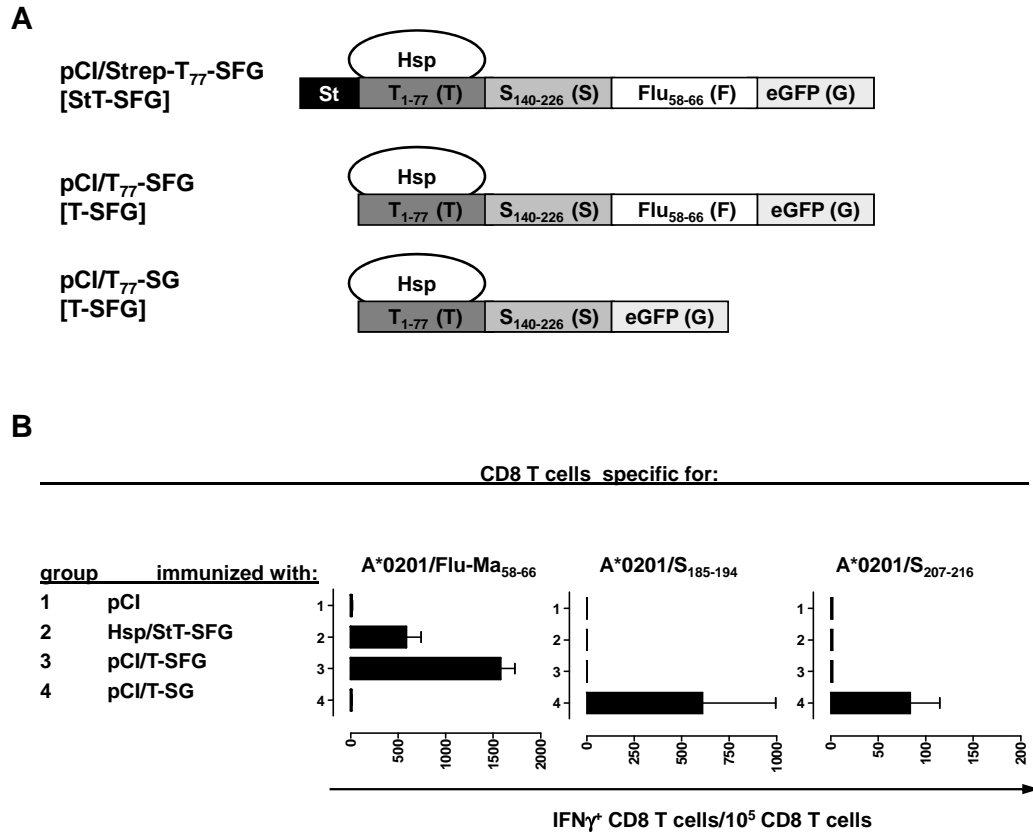 A
pCI/Strep-T77-SFG
[StT-SFG]
Hsp
St T1-77 (T) S140-226 (S) Flu58-66 (F) eGFP (G)
pCI/T77-SFG
[T-SFG]
Hsp
T1-77 (T) S140-226 (S) Flu58-66 (F) eGFP (G)
pCI/T77-SG
[T-SFG]
Hsp
T1-77 (T) S140-226 (S) eGFP (G)
B
CD8 T cells specific for:
group immunized with:
1 pCI
2 Hsp/StT-SFG
3 pCI/T-SFG
4 pCI/T-SG
A*0201/Flu-Ma58-66
1
2
3
4
0 500 1000 1500 2000
A*0201/S185-194
1
2
3
4
0 250 500 750 1000
A*0201/S207-216
1
2
3
4
0 50 100 150 200
IFNγ+ CD8 T cells/10^5 CD8 T cells